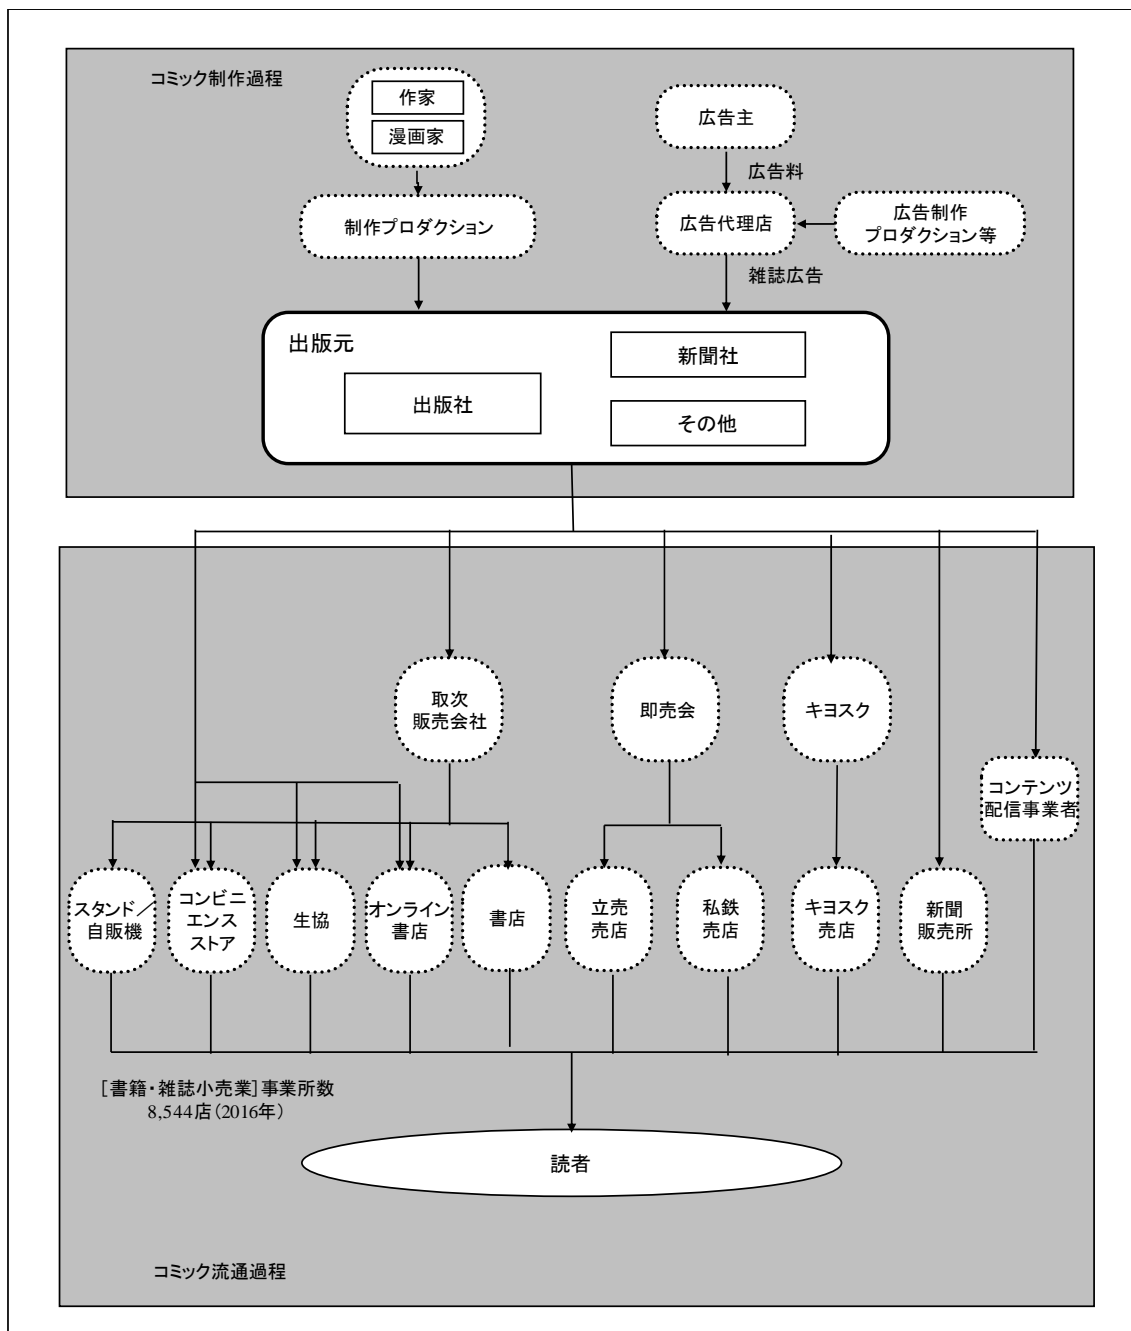 コミック制作過程
作家
漫画家
広告主
広告料
制作プロダクション
広告代理店
広告制作
プロダクション等
雑誌広告
出版元
出版社
新聞社
その他
取次
販売会社
即売会
キヨスク
コンテンツ
配信事業者
スタンド／
自販機
コンビニ
エンス
ストア
生協
オンライン
書店
書店
立売
売店
私鉄
売店
キヨスク
売店
新聞
販売所
［書籍・雑誌小売業］事業所数
8,544店（2016年）
読者
コミック流通過程